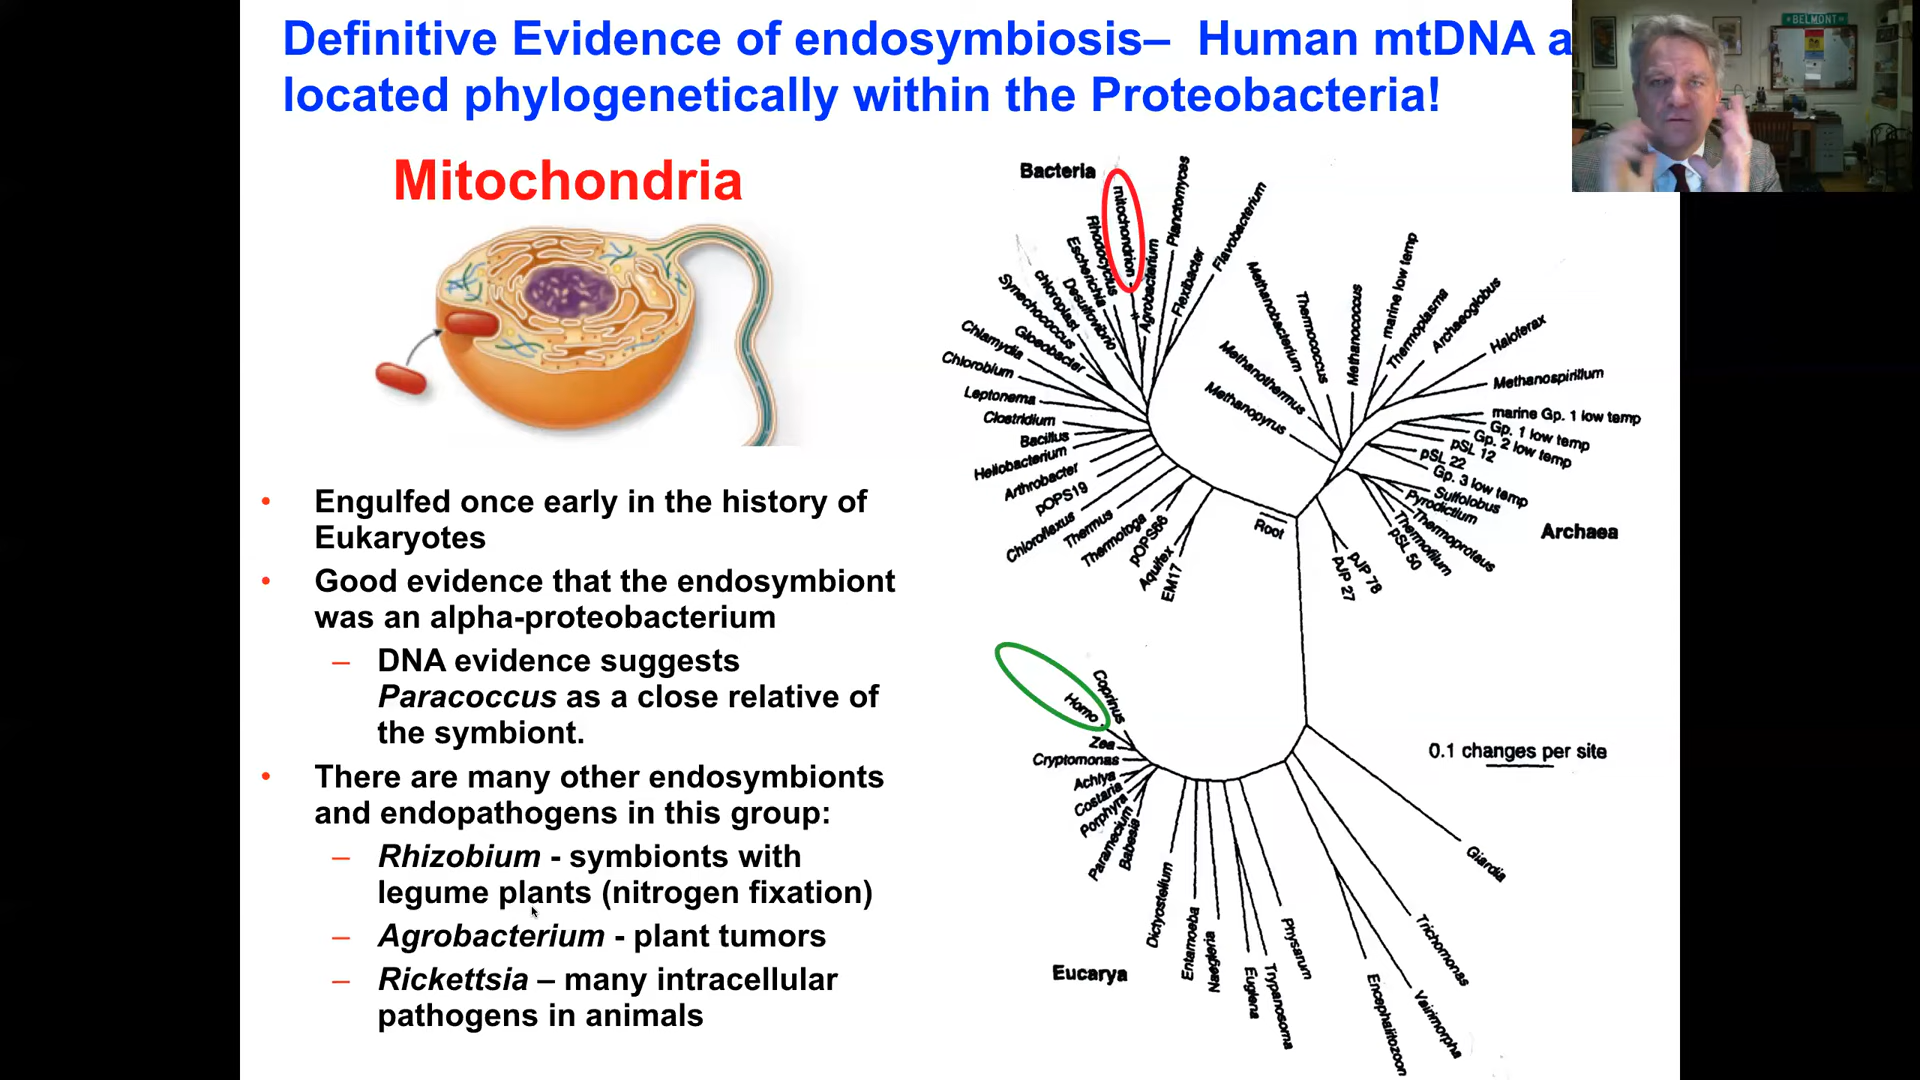 Definitive Evidence of endosymbiosis– Human mtDNA a
located phylogenetically within the Proteobacteria!
BELMONT
Mitochondria
• Engulfed once early in the history of
Eukaryotes
• Good evidence that the endosymbiont
was an alpha-proteobacterium
– DNA evidence suggests
Paracoccus as a close relative of
the symbiont.
• There are many other endosymbionts
and endopathogens in this group:
– Rhizobium - symbionts with
legume plants (nitrogen fixation)
– Agrobacterium - plant tumors
– Rickettsia – many intracellular
pathogens in animals
Bacteria
mitochondrion
Planctomyces
Flavobacterium
Flexibacter
Agrobacterium
Rhodocyclus
Escherichia
Desulfovibrio
chloroplast
Synechococcus
Gloeobacter
Chlamydia
Chlorobium
Leptonema
Clostridium
Bacillus
Heliobacterium
Arthrobacter
pOPS19
Chloroflexus
Thermus
Thermotoga
pOPS66
Aquifex
EM17
Root
Methanobacterium
Thermococcus
Methanococcus
marine low temp
Thermoplasma
Archaeoglobus
Haloferax
Methanothermus
Methanopyrus
Methanospirillum
marine Gp. 1 low temp
Gp. 1 low temp
Gp. 2 low temp
pSL 12
pSL 22
Gp. 3 low temp
Sulfolobus
Pyrodictium
Thermoproteus
Thermofilum
pSL 50
pJP 78
pJP 27
Archaea
Coprinus
Homo
Zea
Cryptomonas
Achlya
Costaria
Porphyra
Paramecium
Babesia
Dictyostelium
Entamoeba
Naegleria
Euglena
Trypanosoma
Physarum
Encephalitozoon
Vairimorpha
Trichomonas
Giardia
0.1 changes per site
Eucarya